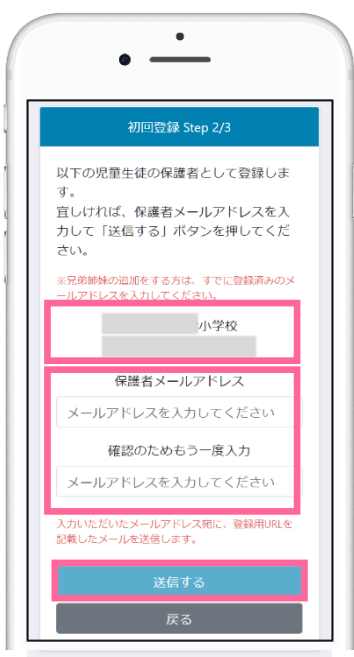 初回登録 Step 2/3
以下の児童生徒の保護者として登録しま
す。
宜しければ、保護者メールアドレスを入
力して「送信する」ボタンを押してくだ
さい。
※兄弟姉妹の追加をする方は、すでに登録済みのメ
ールアドレスを入力してください。
小学校
保護者メールアドレス
メールアドレスを入力してください
確認のためもう一度入力
メールアドレスを入力してください
入力いただいたメールアドレス宛に、登録用URLを
記載したメールを送信します。
送信する
戻る